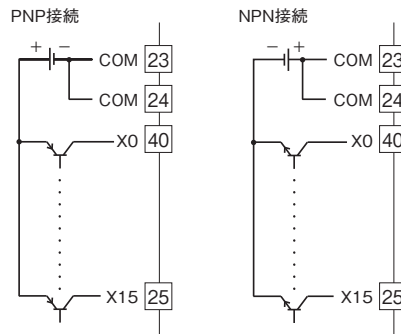 PNP接続
+ −
COM 23
COM 24
X0 40
X15 25
NPN接続
− +
COM 23
COM 24
X0 40
X15 25